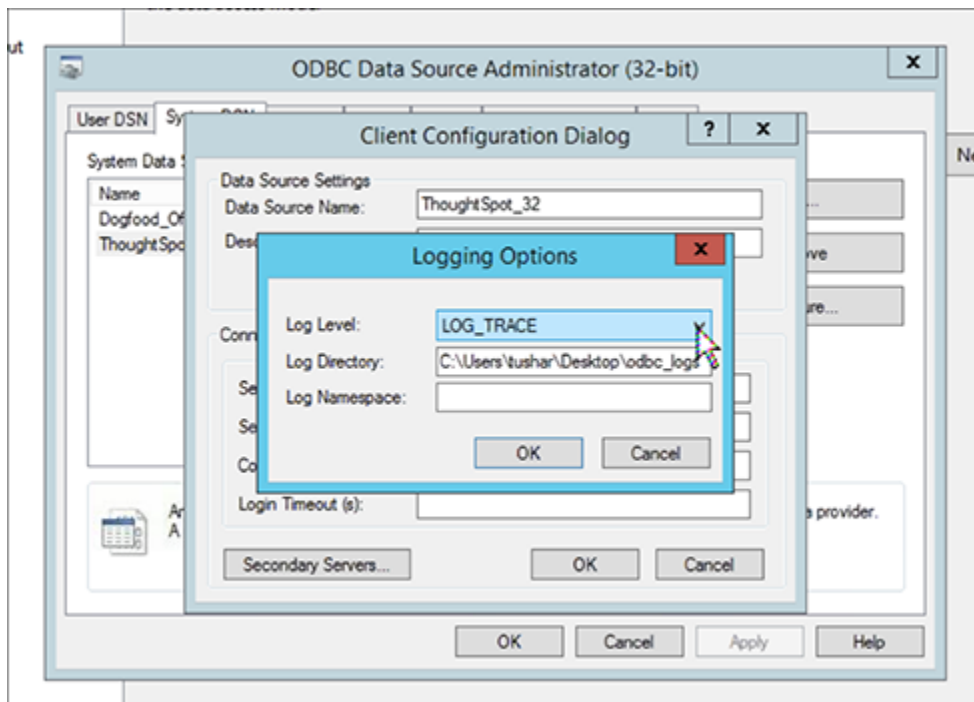 ut
ODBC Data Source Administrator (32-bit)
x
User DSN
Client Configuration Dialog
? x
System Data
Name
Data Source Settings
Data Source Name:
ThoughtSpot_32
...
Logging Options
x
Log Level:
LOG_TRACE
Log Directory:
C:\Users\tushar\Desktop\odbc_logs
Log Namespace:
OK
Cancel
Login Timeout (s):
A
a provider.
Secondary Servers...
OK
Cancel
OK
Cancel
Apply
Help